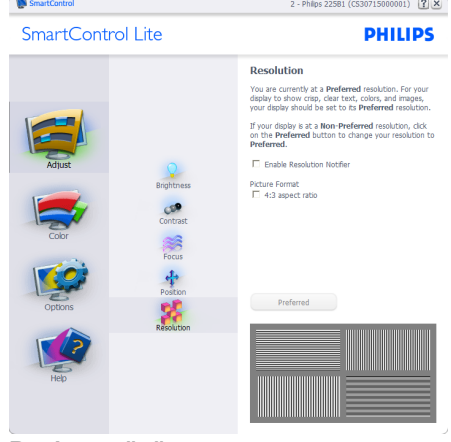 SmartControl
2 - Philips 225B1 (CS30715000001)
SmartControl Lite
PHILIPS
Adjust
Color
Options
Help
Brightness
Contrast
Focus
Position
Resolution
Resolution
You are currently at a Preferred resolution. For your
display to show crisp, clear text, colors, and images,
your display should be set to its Preferred resolution.
If your display is at a Non-Preferred resolution, click
on the Preferred button to change your resolution to
Preferred.
Enable Resolution Notifier
Picture Format
4:3 aspect ratio
Preferred